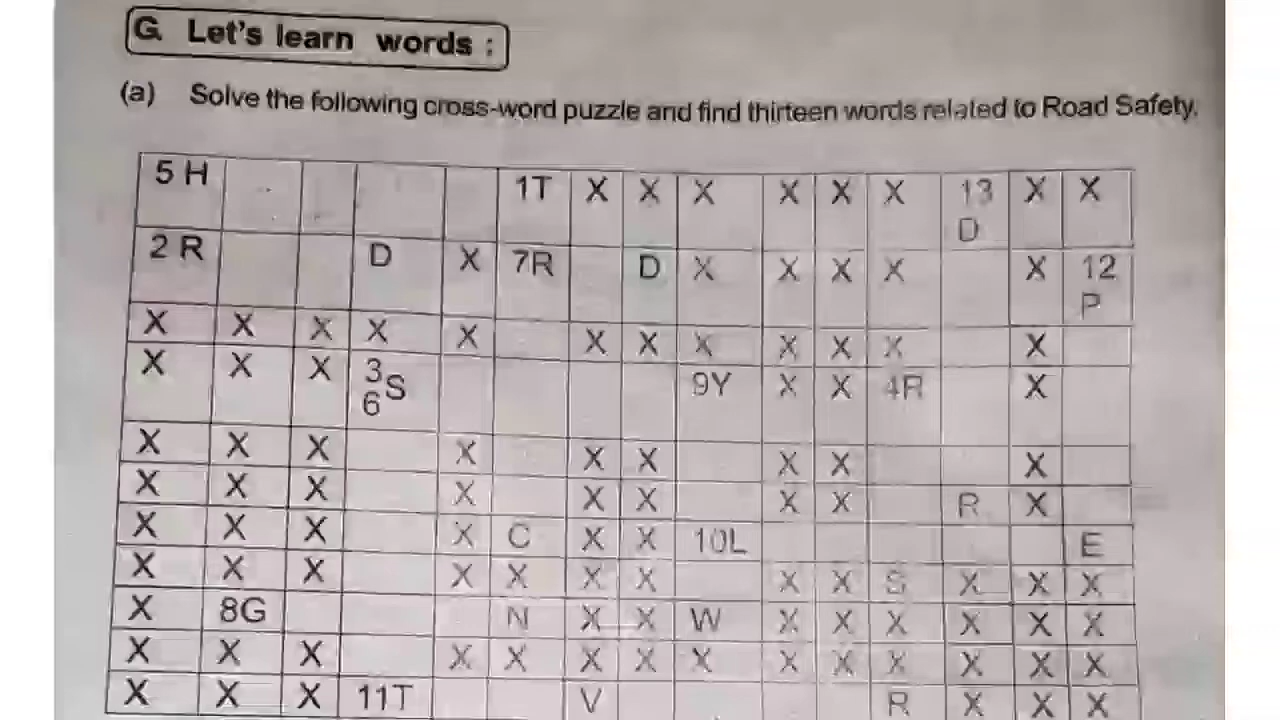 G. Let's learn words :
(a) Solve the following cross-word puzzle and find thirteen words related to Road Safety.
5 H 1T X X X X X X 13 D X X
2 R D X 7R D X X X X X 12 P
X X X X X X X X X X X X
X X X 3 6 S 9Y X X 4R X
X X X X X X X X X
X X X X X X X X R X
X X X X C X X 10L E
X X X X X X X X X S X X X
X 8G N X X W X X X X X X
X X X X X X X X X X X X X X
X X X 11T V R X X X